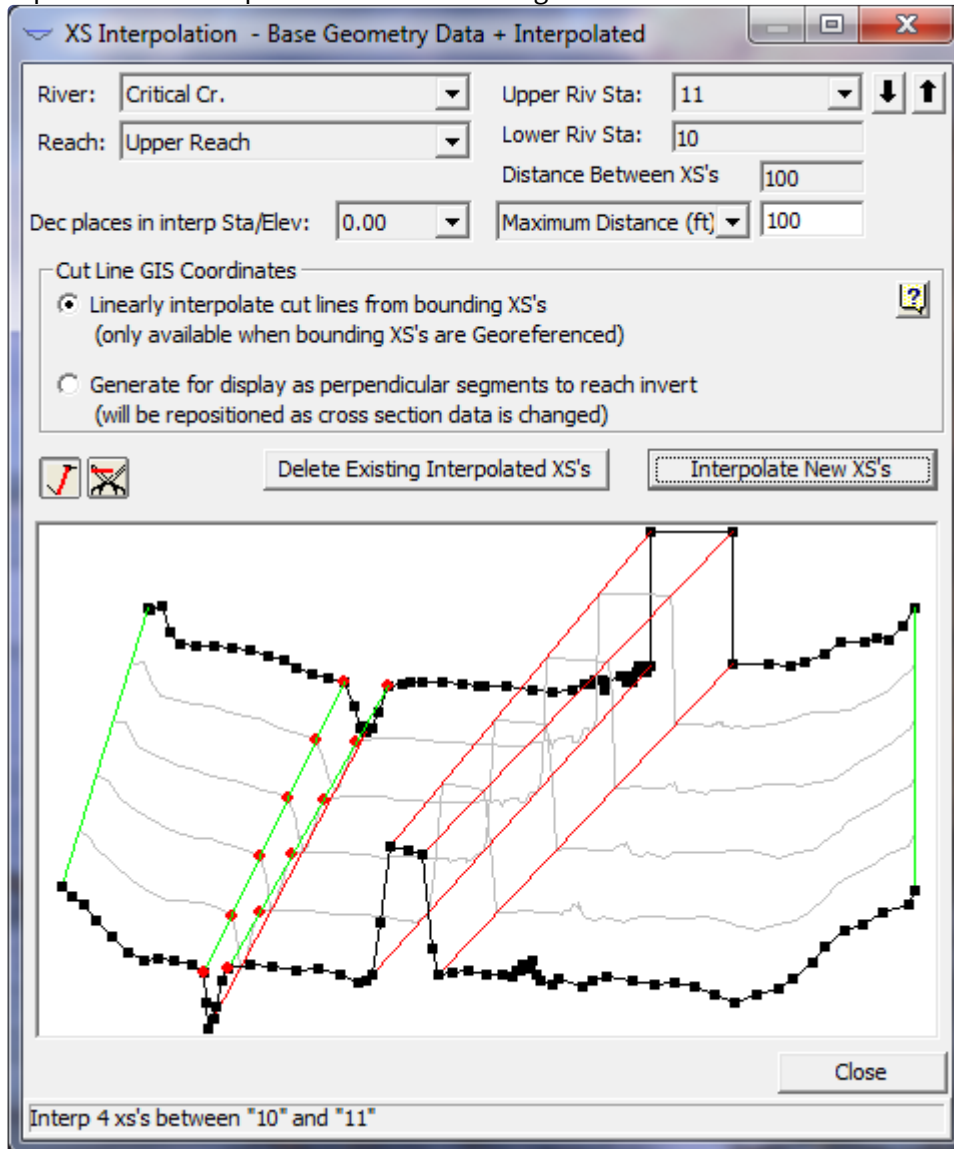 XS Interpolation - Base Geometry Data + Interpolated
River: Critical Cr. Upper Riv Sta: 11
Reach: Upper Reach Lower Riv Sta: 10
Distance Between XS's 100
Dec places in interp Sta/Elev: 0.00 Maximum Distance (ft) 100
Cut Line GIS Coordinates
Linearly interpolate cut lines from bounding XS's
(only available when bounding XS's are Georeferenced)
Generate for display as perpendicular segments to reach invert
(will be repositioned as cross section data is changed)
Delete Existing Interpolated XS's Interpolate New XS's
Close
Interp 4 xs's between "10" and "11"